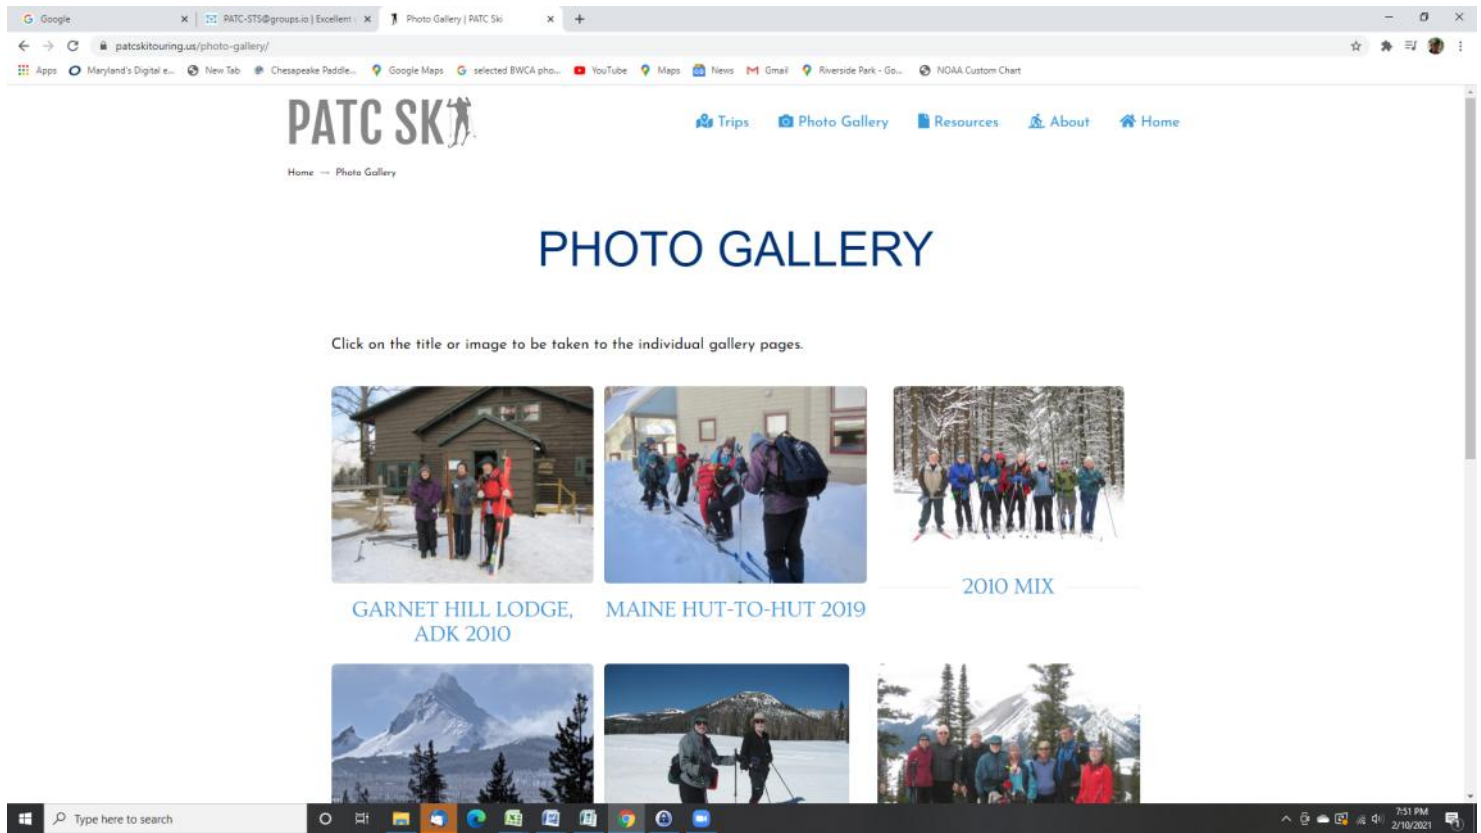 Google
PATC-STS@groups.io | Excellent
Photo Gallery | PATC Ski
patcskitouring.us/photo-gallery/
Apps Maryland's Digital e... New Tab Chesapeake Paddle... Google Maps selected BWCA pho... YouTube Maps News Gmail Riverside Park - Go... NOAA Custom Chart
PATC SKI
Trips Photo Gallery Resources About Home
Home → Photo Gallery
PHOTO GALLERY
Click on the title or image to be taken to the individual gallery pages.
GARNET HILL LODGE,
ADK 2010
MAINE HUT-TO-HUT 2019
2010 MIX
Type here to search
7:51 PM
2/10/2021